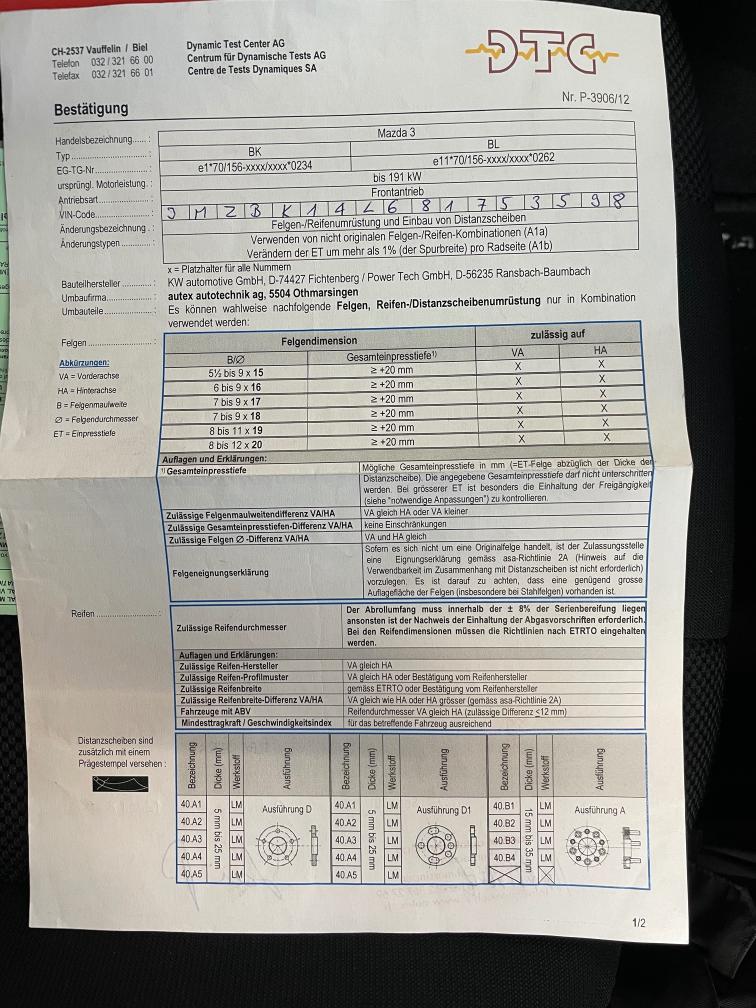 CH-2537 Vauffelin / Biel
Telefon 032 / 321 66 00
Telefax 032 / 321 66 01
Dynamic Test Center AG
Centrum für Dynamische Tests AG
Centre de Tests Dynamiques SA
DTC
Nr. P-3906/12
Bestätigung
Handelsbezeichnung...... : Mazda 3
Typ : BK BL
EG-TG-Nr : e1*70/156-xxxx/xxxx*0234 e11*70/156-xxxx/xxxx*0262
ursprüngl. Motorleistung. : bis 191 kW
Antriebsart : Frontantrieb
VIN-Code : J M Z B K 1 4 L 6 8 1 7 5 3 5 9 8
Änderungsbezeichnung . : Felgen-/Reifenumrüstung und Einbau von Distanzscheiben
Änderungstypen : Verwenden von nicht originalen Felgen-/Reifen-Kombinationen (A1a)
Verändern der ET um mehr als 1% (der Spurbreite) pro Radseite (A1b)
x = Platzhalter für alle Nummern
Bauteilhersteller : KW automotive GmbH, D-74427 Fichtenberg / Power Tech GmbH, D-56235 Ransbach-Baumbach
Umbaufirma : autex autotechnik ag, 5504 Othmarsingen
Umbauteile : Es können wahlweise nachfolgende Felgen, Reifen-/Distanzscheibenumrüstung nur in Kombination
verwendet werden:
Felgen :
Felgendimension zulässig auf
B/Ø Gesamteinpresstiefe1) VA HA
5½ bis 9 x 15 ≥ +20 mm X X
6 bis 9 x 16 ≥ +20 mm X X
7 bis 9 x 17 ≥ +20 mm X X
7 bis 9 x 18 ≥ +20 mm X X
8 bis 11 x 19 ≥ +20 mm X X
8 bis 12 x 20 ≥ +20 mm X X
Abkürzungen:
VA = Vorderachse
HA = Hinterachse
B = Felgenmaulweite
Ø = Felgendurchmesser
ET = Einpresstiefe
Auflagen und Erklärungen:
1) Gesamteinpresstiefe Mögliche Gesamteinpresstiefe in mm (=ET-Felge abzüglich der Dicke der
Distanzscheibe). Die angegebene Gesamteinpresstiefe darf nicht unterschritten
werden. Bei grösserer ET ist besonders die Einhaltung der Freigängigkeit
(siehe "notwendige Anpassungen") zu kontrollieren.
Zulässige Felgenmaulweitendifferenz VA/HA VA gleich HA oder VA kleiner
Zulässige Gesamteinpresstiefen-Differenz VA/HA keine Einschränkungen
Zulässige Felgen Ø -Differenz VA/HA VA und HA gleich
Felgeneignungserklärung Sofern es sich nicht um eine Originalfelge handelt, ist der Zulassungsstelle
eine Eignungserklärung gemäss asa-Richtlinie 2A (Hinweis auf die
Verwendbarkeit im Zusammenhang mit Distanzscheiben ist nicht erforderlich)
vorzulegen. Es ist darauf zu achten, dass eine genügend grosse
Auflagefläche der Felgen (insbesondere bei Stahlfelgen) vorhanden ist.
Reifen :
Zulässige Reifendurchmesser Der Abrollumfang muss innerhalb der ± 8% der Serienbereifung liegen
ansonsten ist der Nachweis der Einhaltung der Abgasvorschriften erforderlich.
Bei den Reifendimensionen müssen die Richtlinien nach ETRTO eingehalten
werden.
Auflagen und Erklärungen:
Zulässige Reifen-Hersteller VA gleich HA
Zulässige Reifen-Profilmuster VA gleich HA oder Bestätigung vom Reifenhersteller
Zulässige Reifenbreite gemäss ETRTO oder Bestätigung vom Reifenhersteller
Zulässige Reifenbreite-Differenz VA/HA VA gleich wie HA oder HA grösser (gemäss asa-Richtlinie 2A)
Fahrzeuge mit ABV Reifendurchmesser VA gleich HA (zulässige Differenz ≤12 mm)
Mindesttragkraft / Geschwindigkeitsindex für das betreffende Fahrzeug ausreichend
Distanzscheiben sind
zusätzlich mit einem
Prägestempel versehen :
Bezeichnung Dicke (mm) Werkstoff Ausführung Bezeichnung Dicke (mm) Werkstoff Ausführung Bezeichnung Dicke (mm) Werkstoff Ausführung
40.A1 LM Ausführung D 40.A1 LM Ausführung D1 40.B1 LM Ausführung A
40.A2 LM 40.A2 LM 40.B2 LM
40.A3 LM 40.A3 LM 40.B3 LM
40.A4 LM 40.A4 LM 40.B4 LM
40.A5 LM 40.A5 LM
5 mm bis 25 mm 5 mm bis 25 mm 15 mm bis 35 mm
1/2